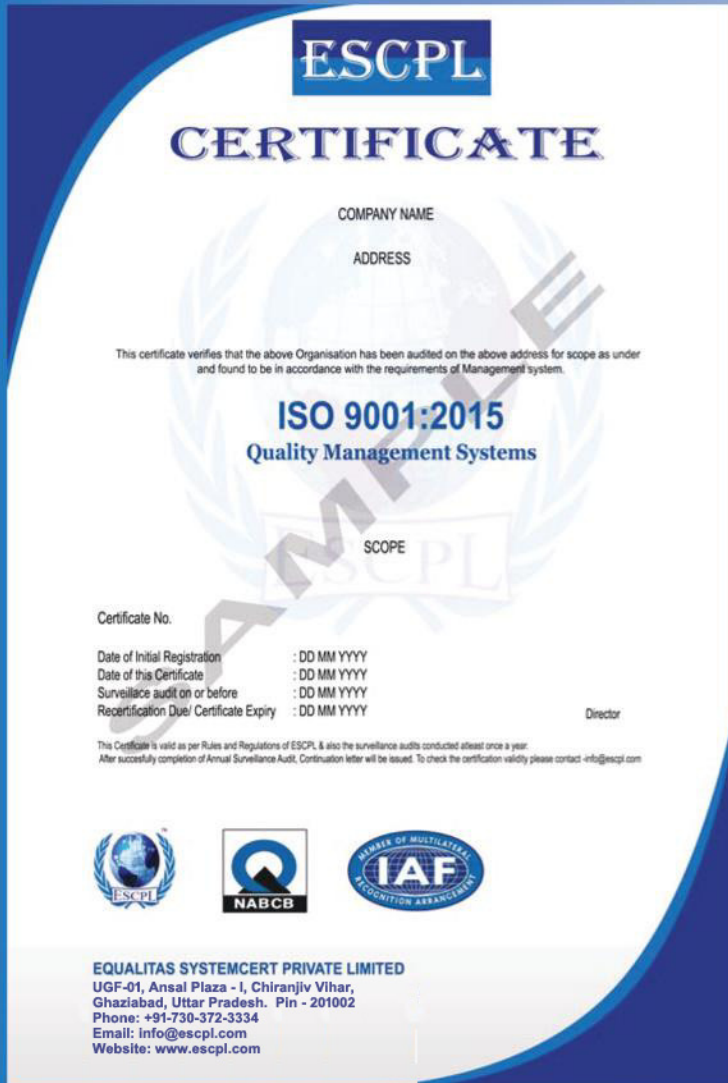 ESCPL
CERTIFICATE
COMPANY NAME
ADDRESS
This certificate verifies that the above Organisation has been audited on the above address for scope as under
and found to be in accordance with the requirements of Management system.
ISO 9001:2015
Quality Management Systems
SAMPLE
SCOPE
ESCPL
Certificate No.
Date of Initial Registration : DD MM YYYY
Date of this Certificate : DD MM YYYY
Surveillace audit on or before : DD MM YYYY
Recertification Due/ Certificate Expiry : DD MM YYYY
Director
This Certificate is valid as per Rules and Regulations of ESCPL & also the surveillance audits conducted atleast once a year.
After succesfully completion of Annual Surveillance Audit, Continuation letter will be issued. To check the certification validity please contact -info@escpl.com
ESCPL
TM
NABCB
MEMBER OF MULTILATERAL
IAF
RECOGNITION ARRANGEMENT
EQUALITAS SYSTEMCERT PRIVATE LIMITED
UGF-01, Ansal Plaza - I, Chiranjiv Vihar,
Ghaziabad, Uttar Pradesh. Pin - 201002
Phone: +91-730-372-3334
Email: info@escpl.com
Website: www.escpl.com